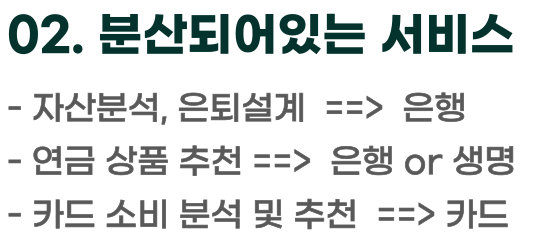 02. 분산되어있는 서비스
- 자산분석, 은퇴설계 ==> 은행
- 연금 상품 추천 ==> 은행 or 생명
- 카드 소비 분석 및 추천 ==> 카드